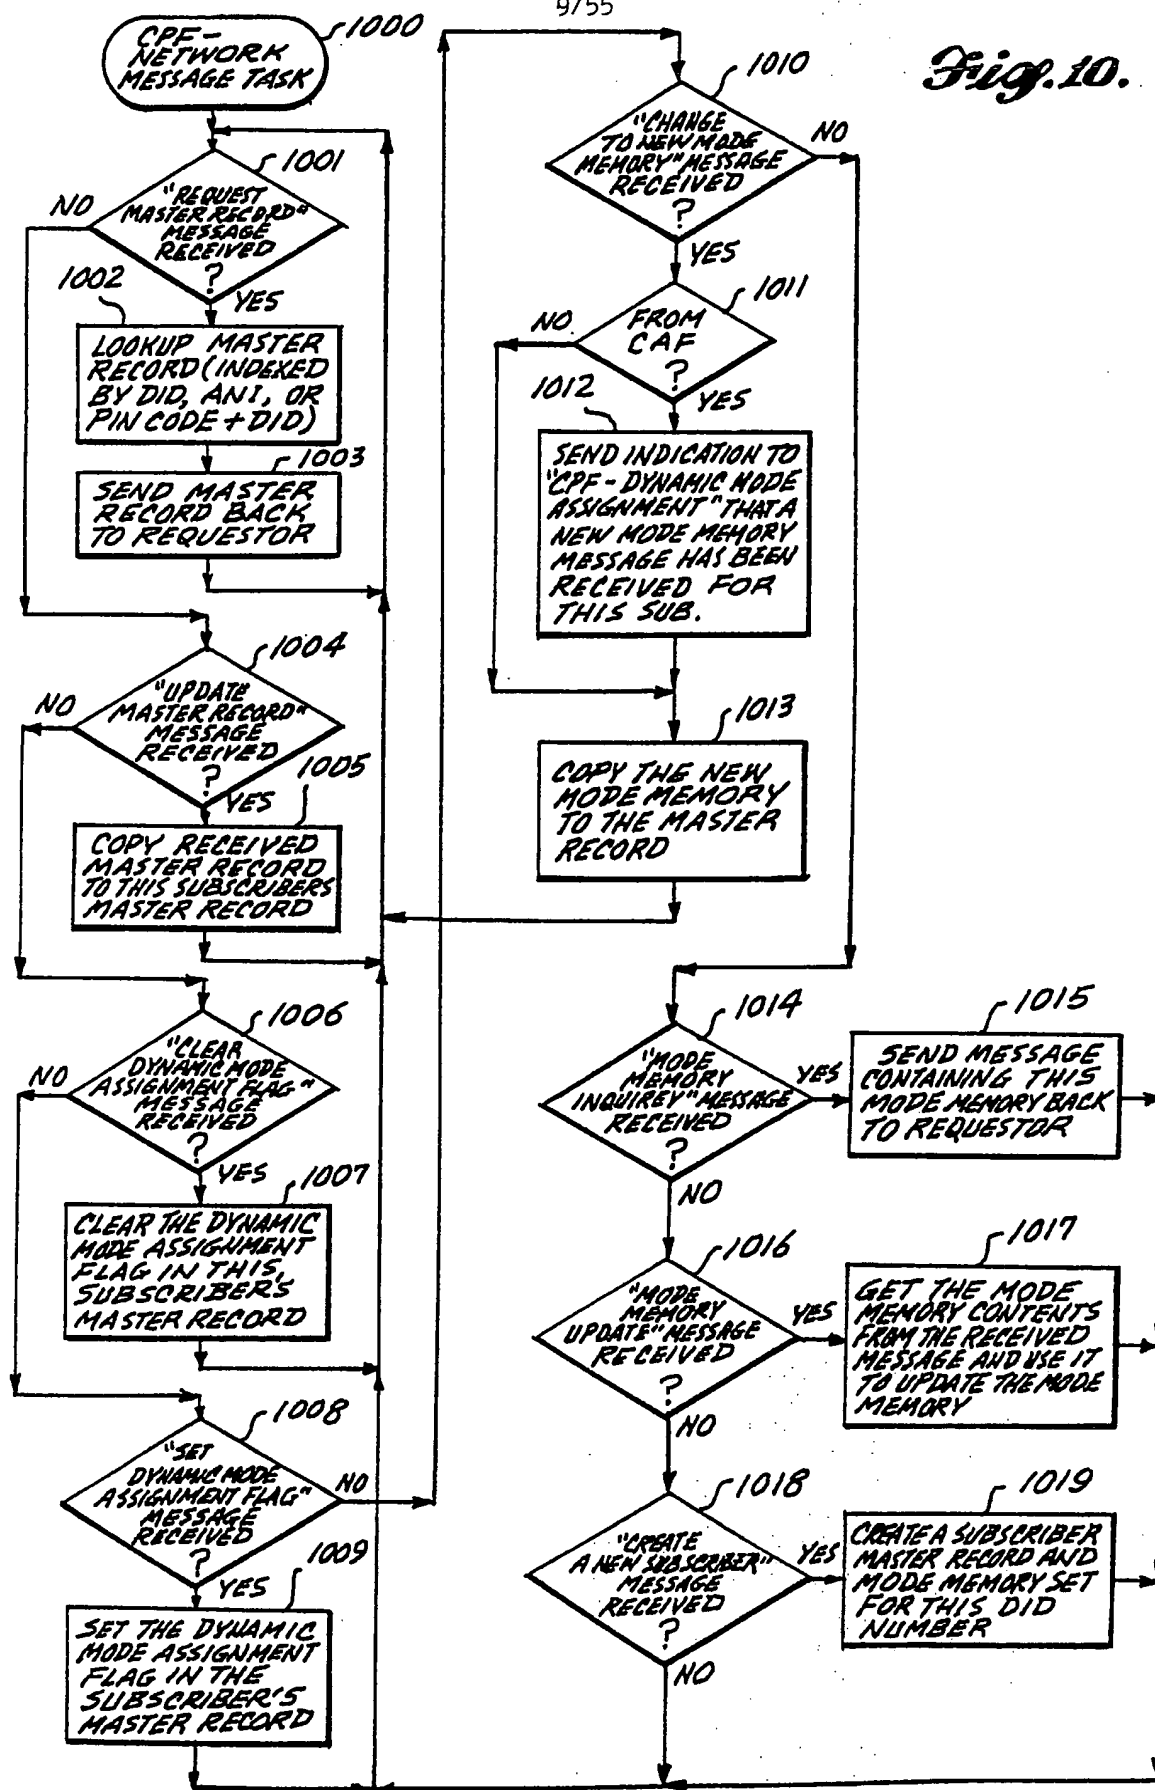 9/55
Fig. 10.
CPF-
NETWORK
MESSAGE TASK
1000
1001
"REQUEST
MASTER RECORD"
MESSAGE
RECEIVED
?
NO
YES
1002
LOOKUP MASTER
RECORD (INDEXED
BY DID, ANI, OR
PIN CODE + DID)
1003
SEND MASTER
RECORD BACK
TO REQUESTOR
1004
"UPDATE
MASTER RECORD"
MESSAGE
RECEIVED
?
NO
YES
1005
COPY RECEIVED
MASTER RECORD
TO THIS SUBSCRIBERS
MASTER RECORD
1006
"CLEAR
DYNAMIC MODE
ASSIGNMENT FLAG"
MESSAGE
RECEIVED
?
NO
YES
1007
CLEAR THE DYNAMIC
MODE ASSIGNMENT
FLAG IN THIS,
SUBSCRIBER'S
MASTER RECORD
1008
"SET
DYNAMIC MODE
ASSIGNMENT FLAG"
MESSAGE
RECEIVED
?
NO
YES
1009
SET THE DYNAMIC
MODE ASSIGNMENT
FLAG IN THE
SUBSCRIBER'S
MASTER RECORD
1010
"CHANGE
TO NEW MODE
MEMORY" MESSAGE
RECEIVED
?
NO
YES
1011
FROM
CAF
?
NO
YES
1012
SEND INDICATION TO
"CPF-DYNAMIC MODE
ASSIGNMENT" THAT A
NEW MODE MEMORY
MESSAGE HAS BEEN
RECEIVED FOR
THIS SUB.
1013
COPY THE NEW
MODE MEMORY
TO THE MASTER
RECORD
1014
"MODE
MEMORY
INQUIREY" MESSAGE
RECEIVED
?
YES
NO
1015
SEND MESSAGE
CONTAINING THIS
MODE MEMORY BACK
TO REQUESTOR
1016
"MODE
MEMORY
UPDATE" MESSAGE
RECEIVED
?
YES
NO
1017
GET THE MODE
MEMORY CONTENTS
FROM THE RECEIVED
MESSAGE AND USE IT
TO UPDATE THE MODE
MEMORY
1018
"CREATE
A NEW SUBSCRIBER"
MESSAGE
RECEIVED
?
YES
NO
1019
CREATE A SUBSCRIBER
MASTER RECORD AND
MODE MEMORY SET
FOR THIS DID
NUMBER